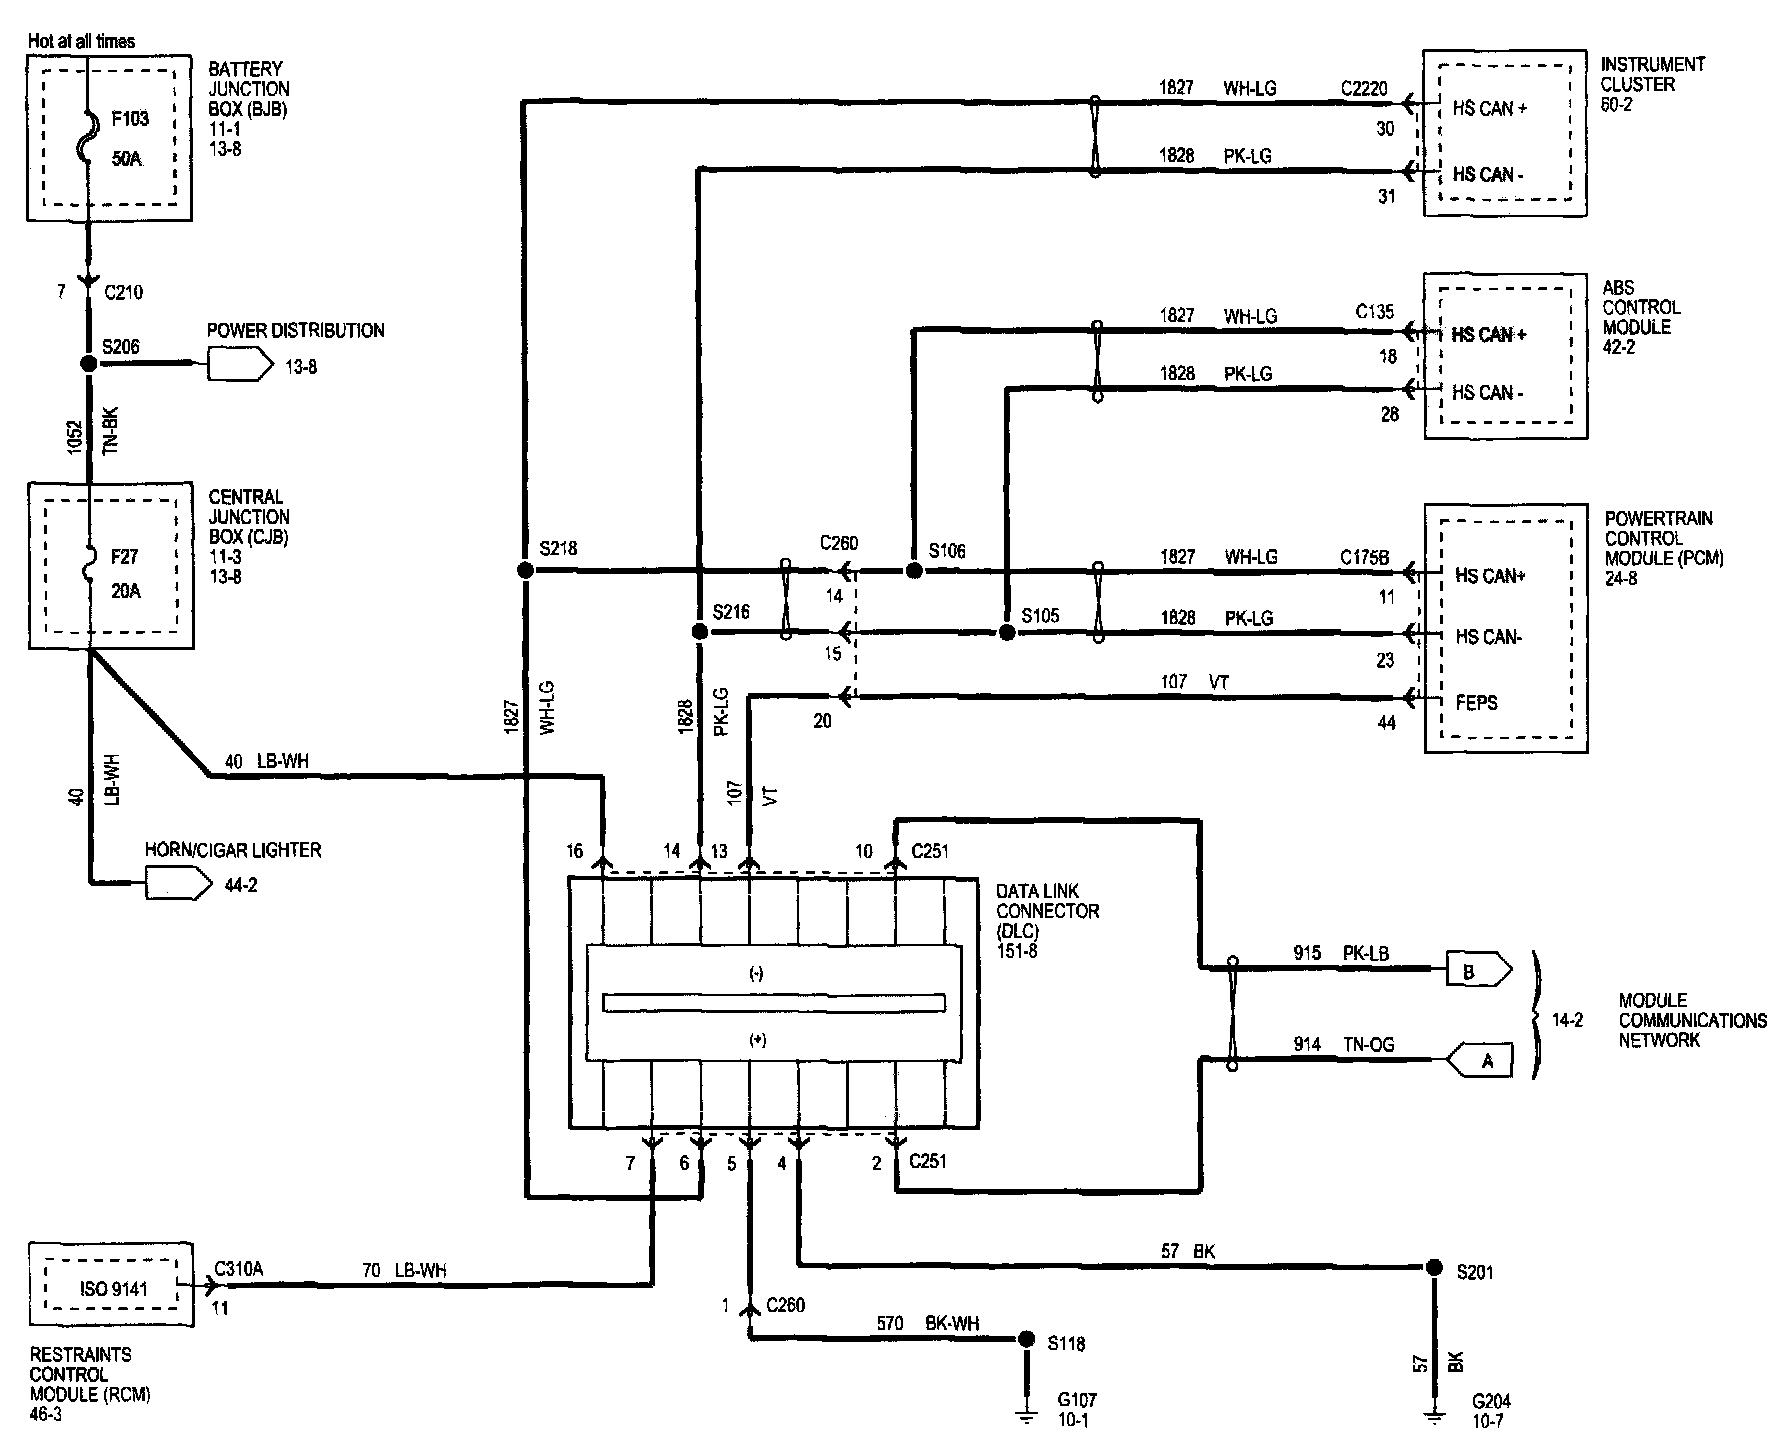 Hot at all times
F103
50A
BATTERY
JUNCTION
BOX (BJB)
11-1
13-8
7
C210
S206
POWER DISTRIBUTION
13-8
1052
TN-BK
F27
20A
CENTRAL
JUNCTION
BOX (CJB)
11-3
13-8
40
LB-WH
40 LB-WH
HORN/CIGAR LIGHTER
44-2
1827 WH-LG C2220
30
HS CAN +
1828 PK-LG
31
HS CAN -
INSTRUMENT
CLUSTER
60-2
1827 WH-LG C135
18
HS CAN +
1828 PK-LG
28
HS CAN -
ABS
CONTROL
MODULE
42-2
S218
C260
14
S106
1827 WH-LG C175B
11
HS CAN+
S216
15
S105
1828 PK-LG
23
HS CAN-
20
107 VT
44
FEPS
POWERTRAIN
CONTROL
MODULE (PCM)
24-8
1827
WH-LG
1828
PK-LG
107
VT
16
14
13
10
C251
DATA LINK
CONNECTOR
(DLC)
151-8
(-)
(+)
7
6
5
4
2
C251
915 PK-LB
B
914 TN-OG
A
14-2
MODULE
COMMUNICATIONS
NETWORK
ISO 9141
C310A
11
70 LB-WH
RESTRAINTS
CONTROL
MODULE (RCM)
46-3
1
C260
570 BK-WH
S118
G107
10-1
57 BK
S201
57
BK
G204
10-7